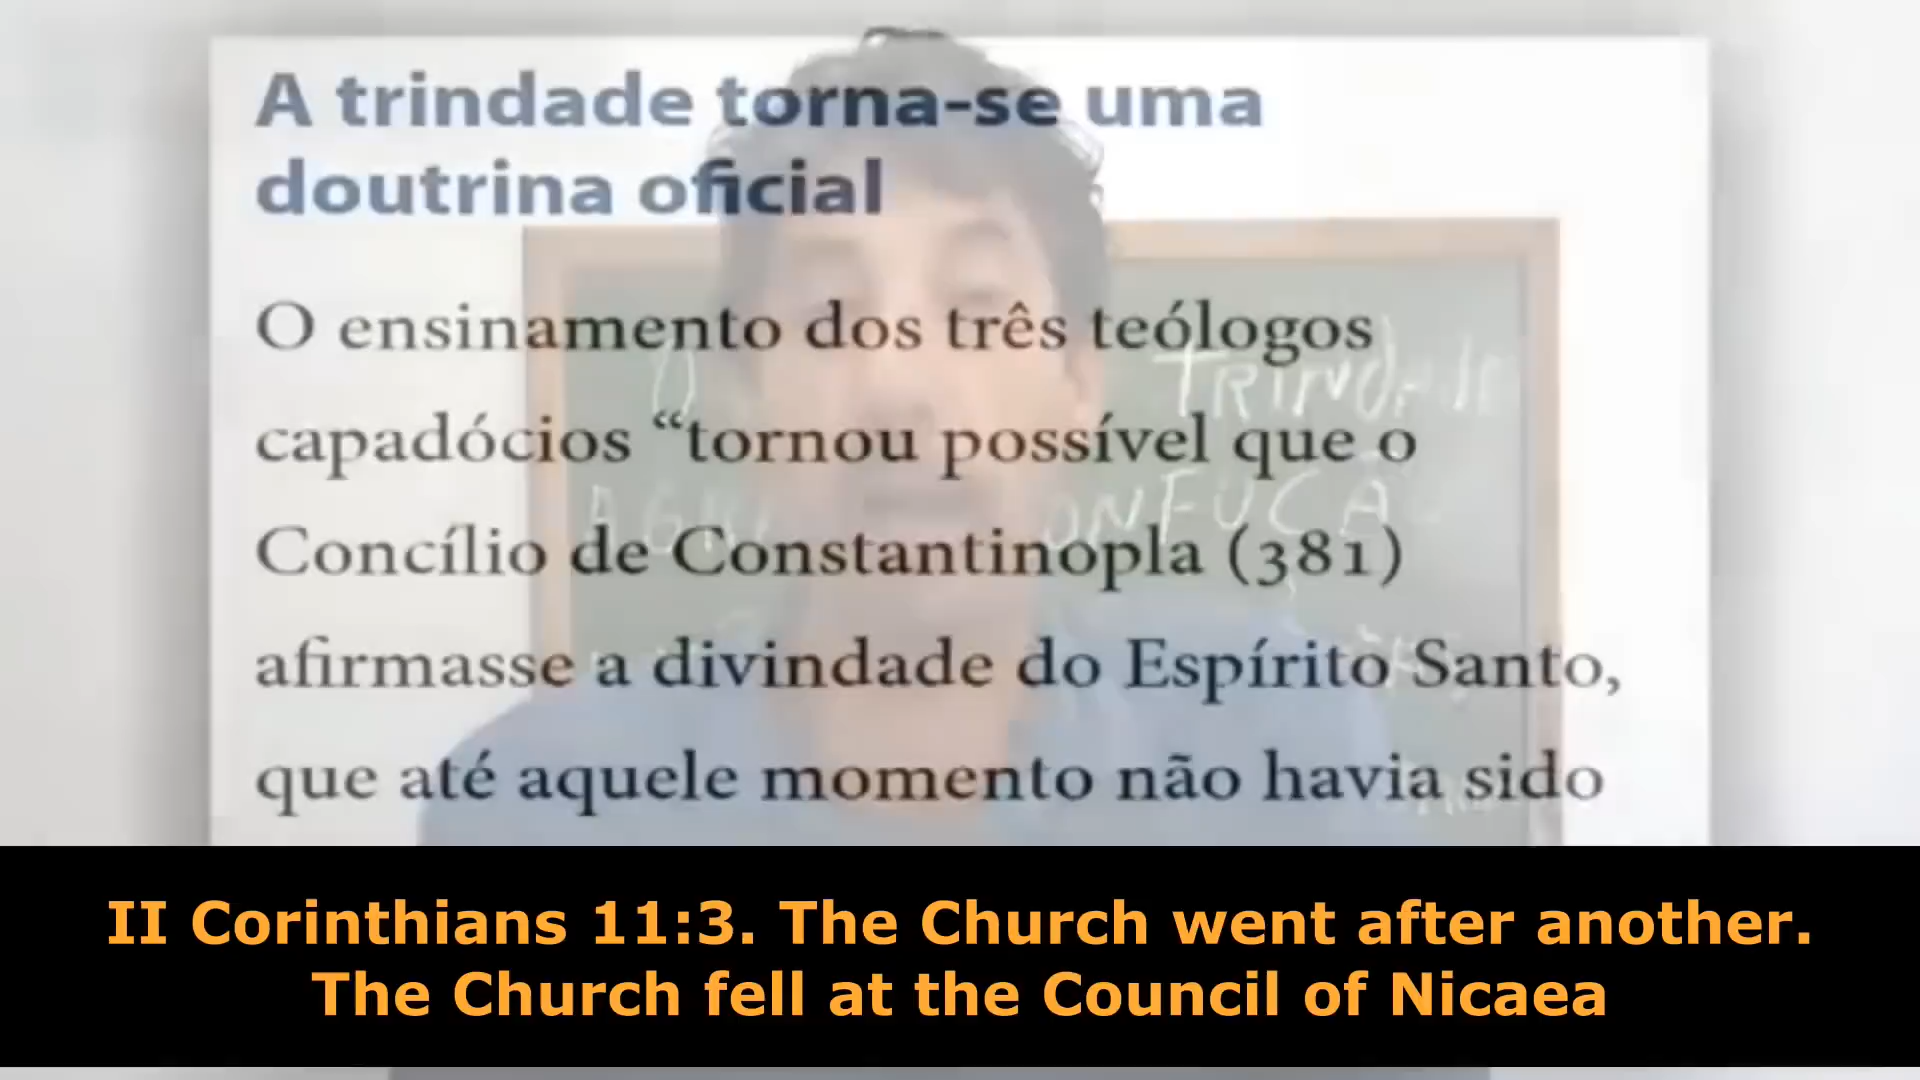 A trindade torna-se uma
doutrina oficial
O ensinamento dos três teólogos
capadócios “tornou possível que o
Concílio de Constantinopla (381)
afirmasse a divindade do Espírito Santo,
que até aquele momento não havia sido
TRINDADE
II Corinthians 11:3. The Church went after another.
The Church fell at the Council of Nicaea